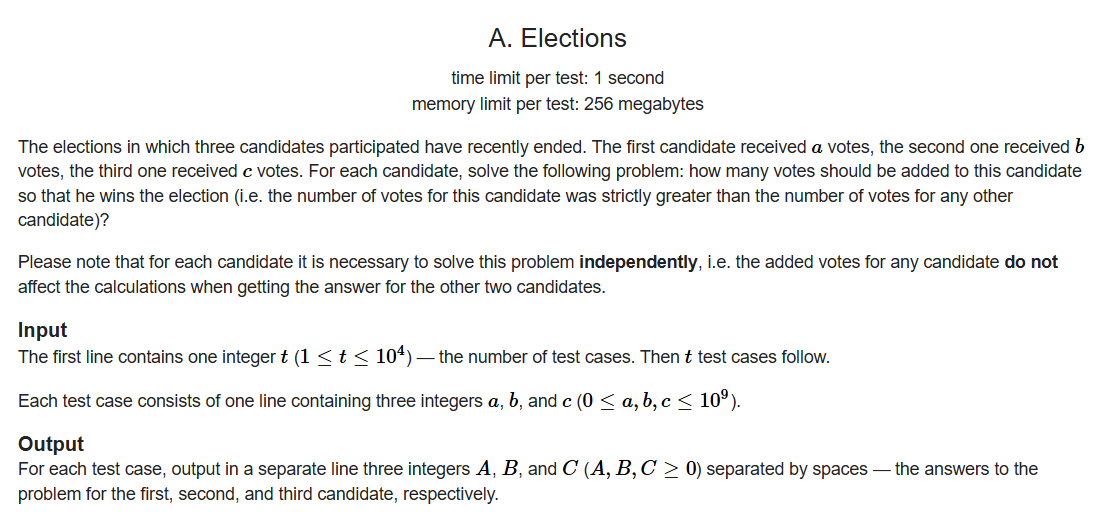 A. Elections
time limit per test: 1 second
memory limit per test: 256 megabytes
The elections in which three candidates participated have recently ended. The first candidate received a votes, the second one received b
votes, the third one received c votes. For each candidate, solve the following problem: how many votes should be added to this candidate
so that he wins the election (i.e. the number of votes for this candidate was strictly greater than the number of votes for any other
candidate)?
Please note that for each candidate it is necessary to solve this problem independently, i.e. the added votes for any candidate do not
affect the calculations when getting the answer for the other two candidates.
Input
The first line contains one integer t (1 ≤ t ≤ 10⁴) — the number of test cases. Then t test cases follow.
Each test case consists of one line containing three integers a, b, and c (0 ≤ a, b, c ≤ 10⁹).
Output
For each test case, output in a separate line three integers A, B, and C (A, B, C ≥ 0) separated by spaces — the answers to the
problem for the first, second, and third candidate, respectively.